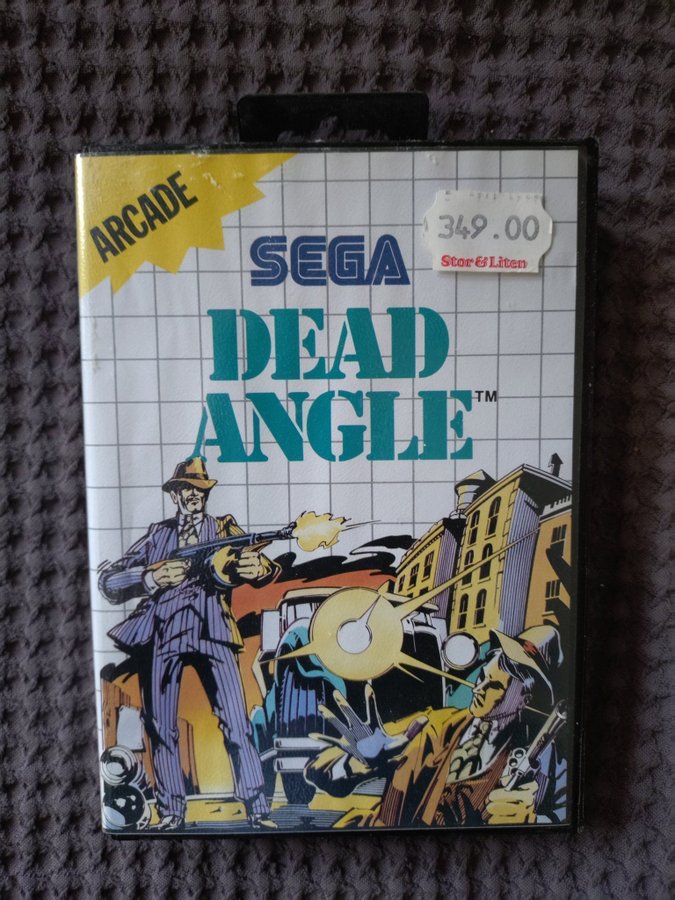 ARCADE
SEGA
349.00
Stor & Liten
DEAD
ANGLE™